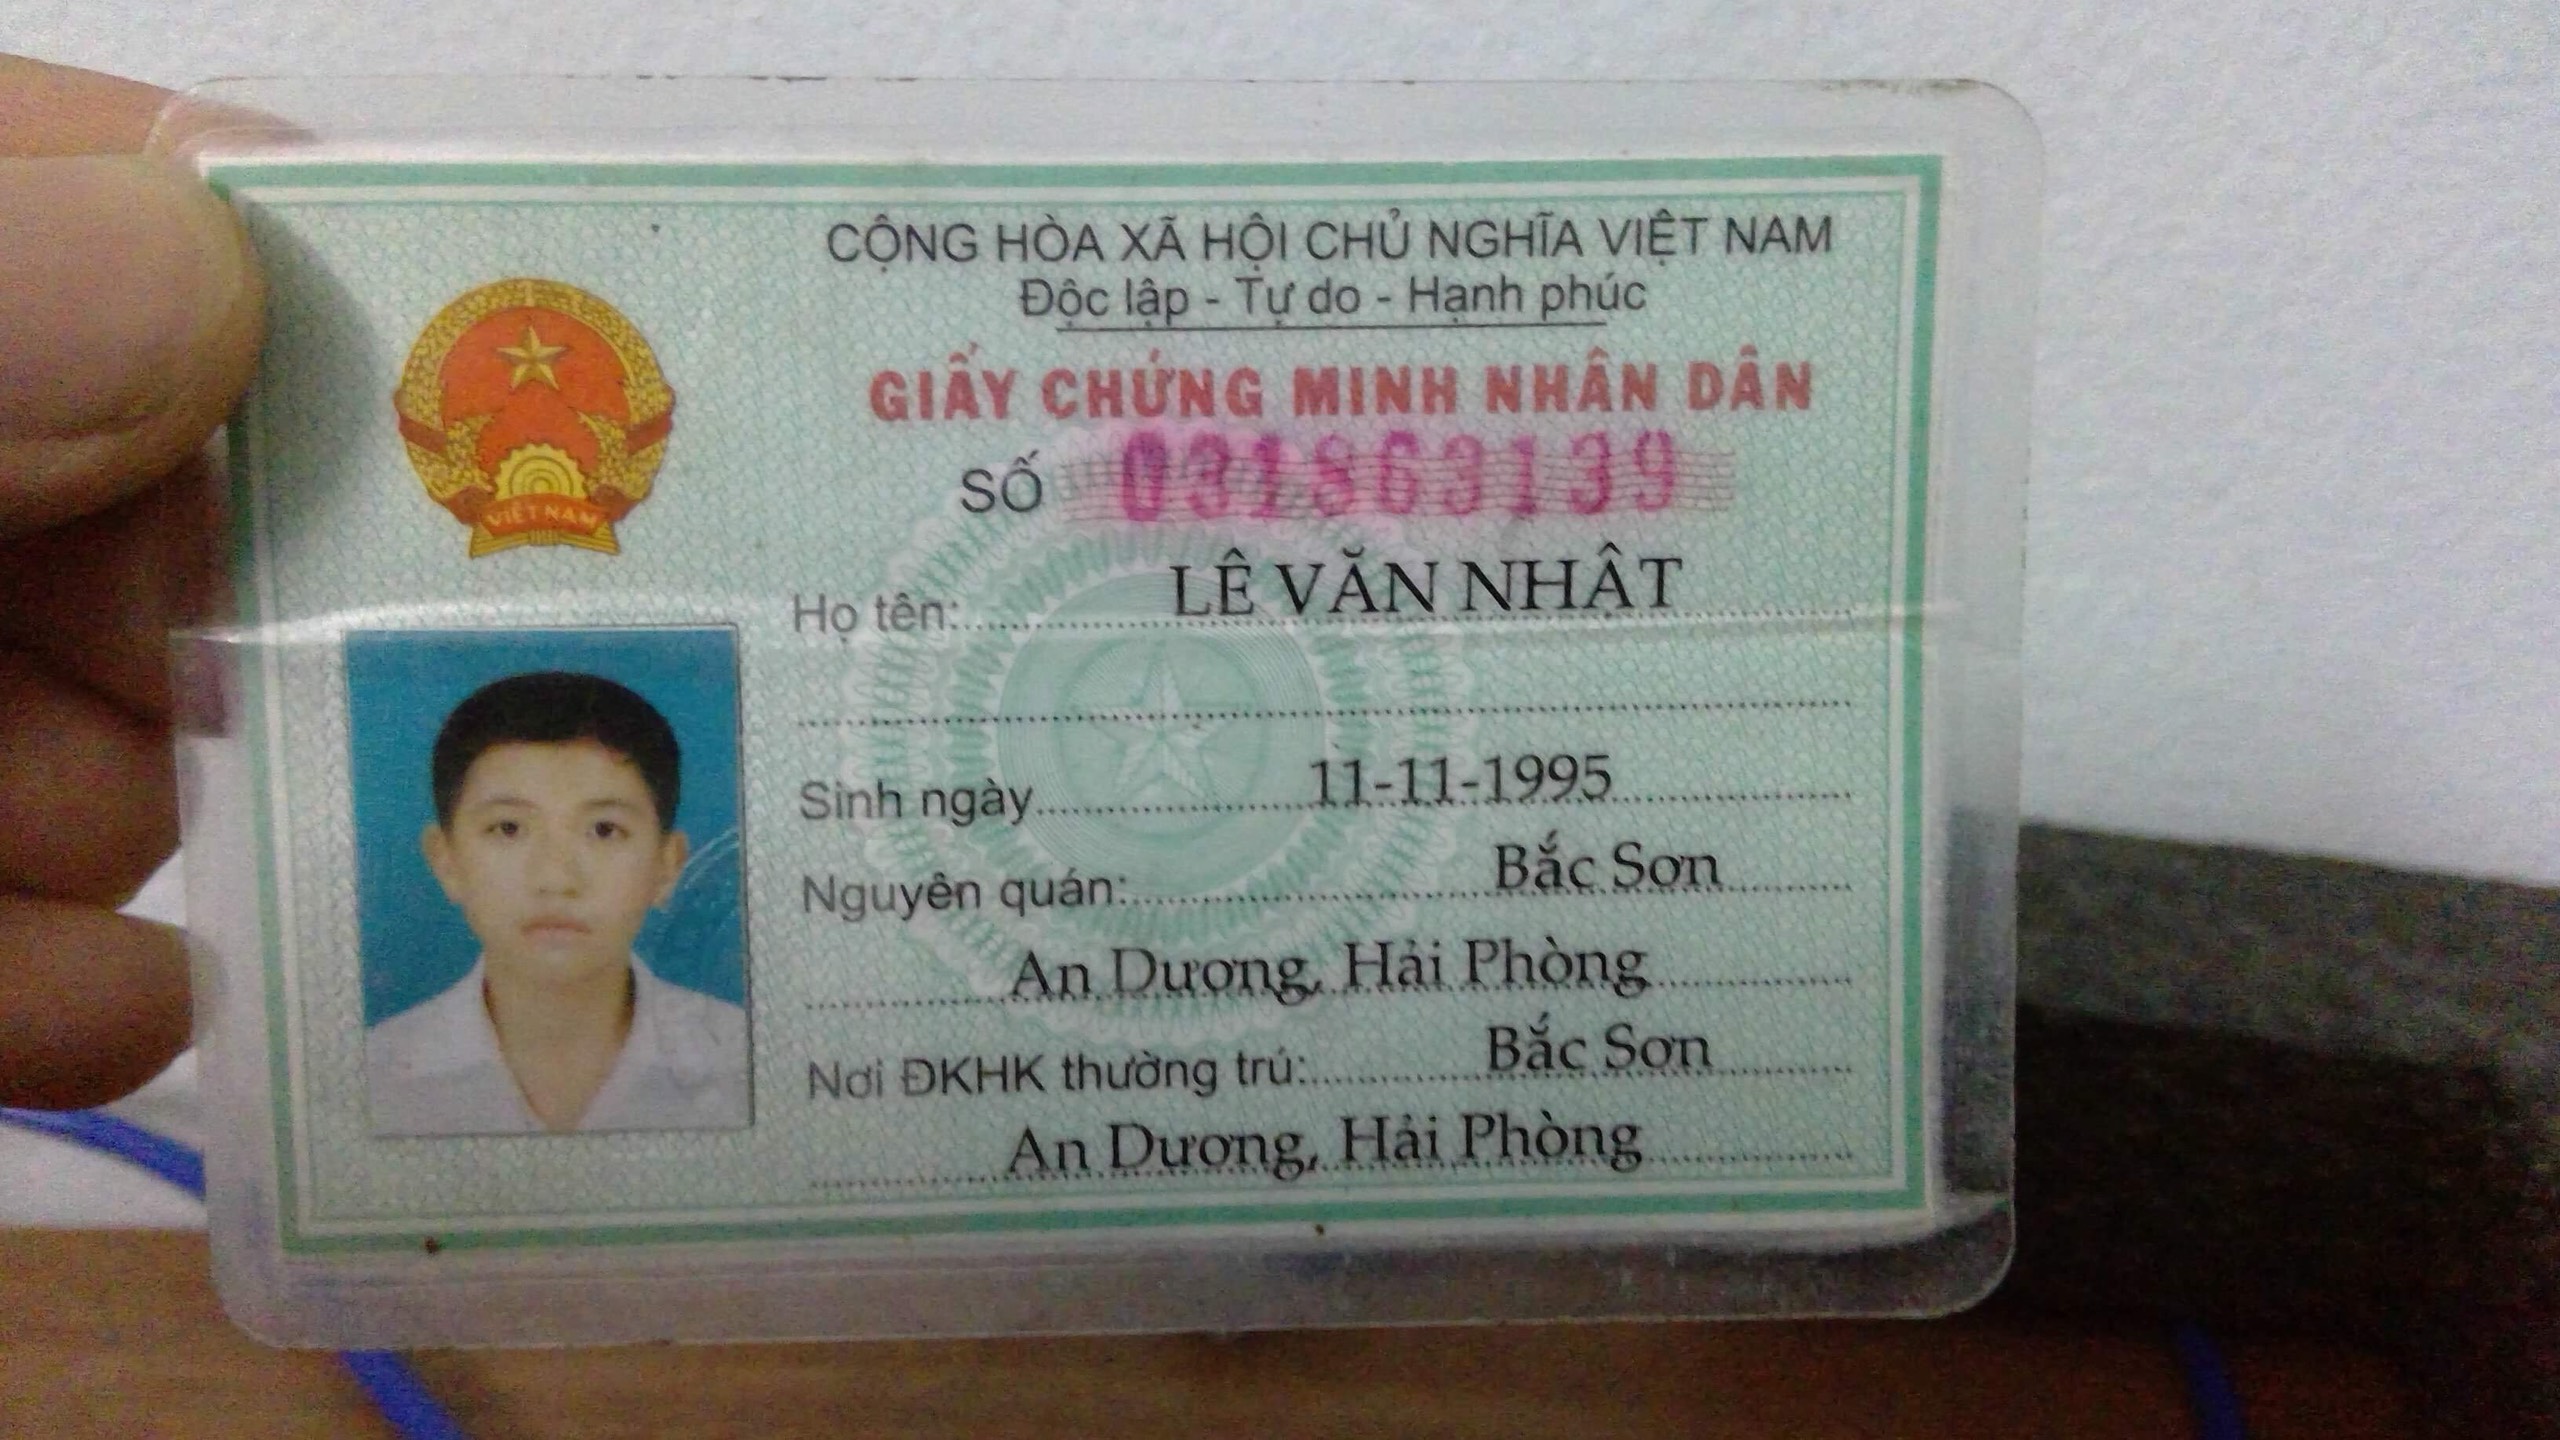 CỘNG HÒA XÃ HỘI CHỦ NGHĨA VIỆT NAM
Độc lập - Tự do - Hạnh phúc
GIẤY CHỨNG MINH NHÂN DÂN
SỐ 031863139
VIỆT NAM
Họ tên: LÊ VĂN NHẬT
Sinh ngày 11-11-1995
Nguyên quán: Bắc Sơn
An Dương, Hải Phòng
Nơi ĐKHK thường trú: Bắc Sơn
An Dương, Hải Phòng